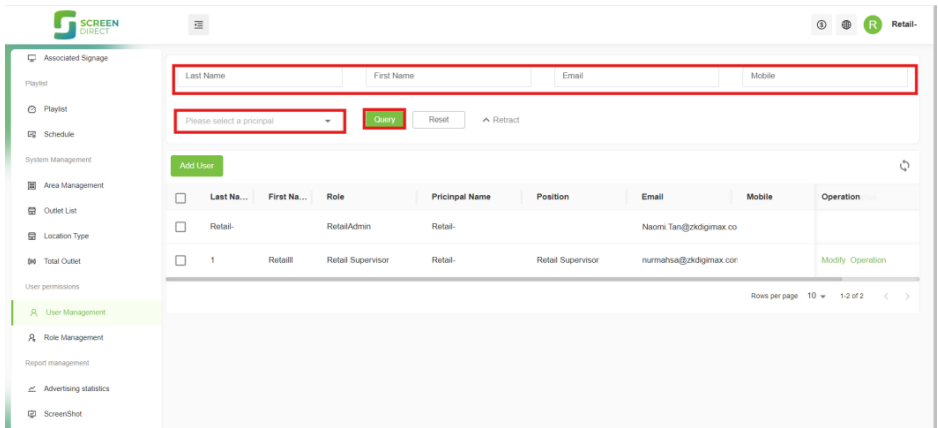 SCREEN
DIRECT
R Retail-
Associated Signage
Playlist
Playlist
Schedule
System Management
Area Management
Outlet List
Location Type
Total Outlet
User permissions
User Management
Role Management
Report management
Advertising statistics
ScreenShot
Last Name First Name Email Mobile
Please select a pricinpal Query Reset Retract
Add User
Last Na... First Na... Role Pricinpal Name Position Email Mobile Operation
Retail- RetailAdmin Retail- Naomi.Tan@zkdigimax.co
1 Retailll Retail Supervisor Retail- Retail Supervisor nurmahsa@zkdigimax.com Modify Operation
Rows per page 10 1-2 of 2